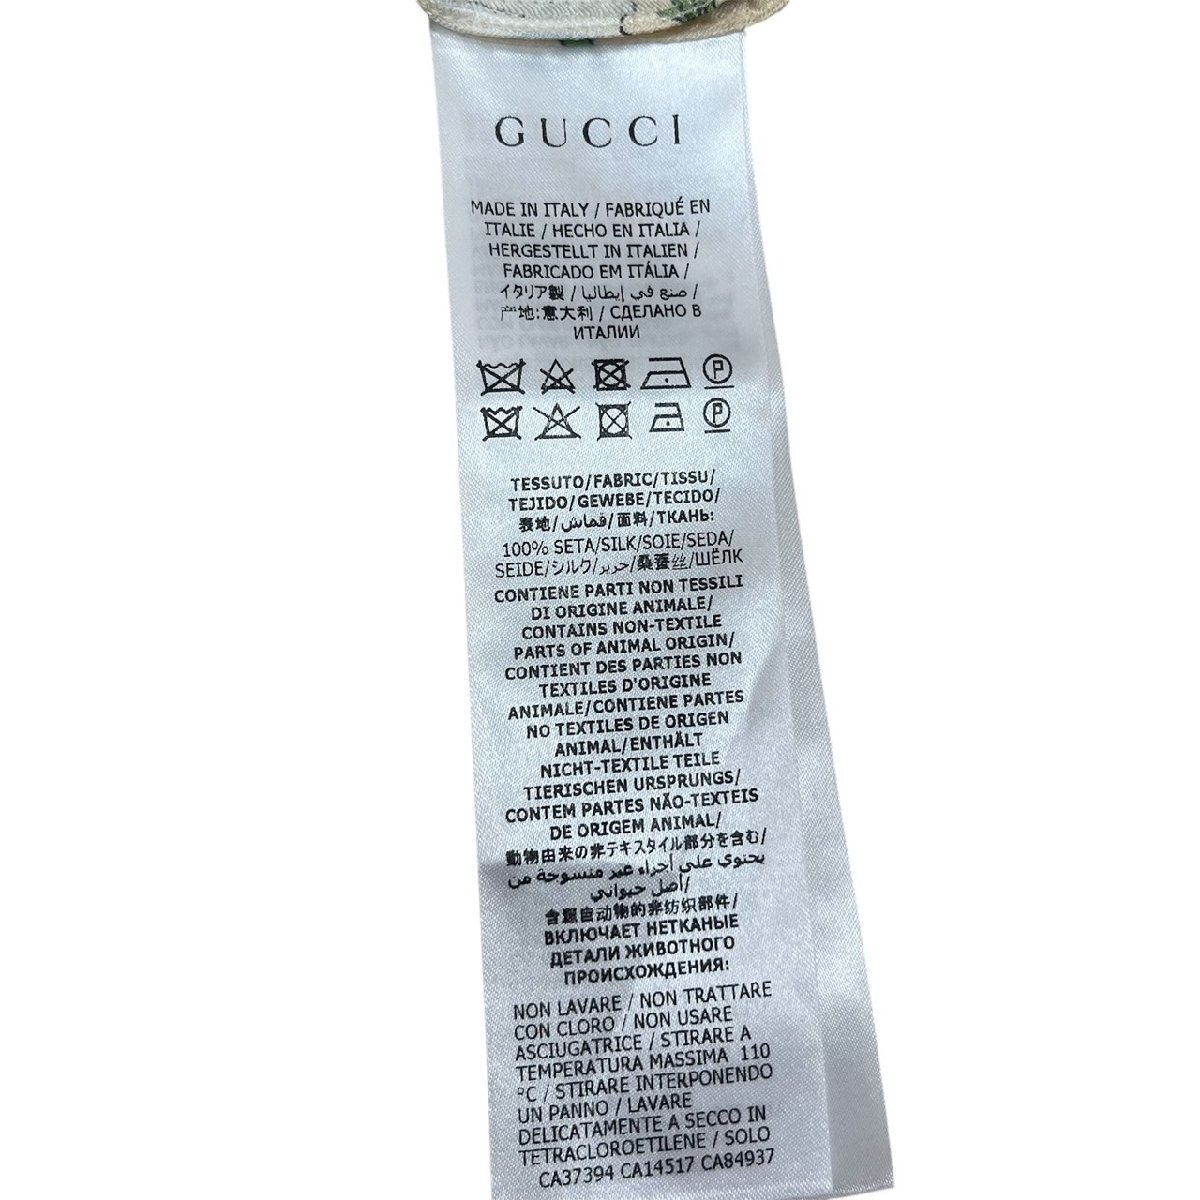 GUCCI
MADE IN ITALY / FABRIQUÉ EN
ITALIE / HECHO EN ITALIA /
HERGESTELLT IN ITALIEN /
FABRICADO EM ITÁLIA /
イタリア製 / صنع في إيطاليا /
产地:意大利 / СДЕЛАНО В
ИТАЛИИ
P
P
TESSUTO/FABRIC/TISSU/
TEJIDO/GEWEBE/TECIDO/
表地/قماش/面料/ТКАНЬ:
100% SETA/SILK/SOIE/SEDA/
SEIDE/シルク/حرير/桑蚕丝/ШЁЛК
CONTIENE PARTI NON TESSILI
DI ORIGINE ANIMALE/
CONTAINS NON-TEXTILE
PARTS OF ANIMAL ORIGIN/
CONTIENT DES PARTIES NON
TEXTILES D'ORIGINE
ANIMALE/CONTIENE PARTES
NO TEXTILES DE ORIGEN
ANIMAL/ENTHÄLT
NICHT-TEXTILE TEILE
TIERISCHEN URSPRUNGS/
CONTEM PARTES NÃO-TEXTEIS
DE ORIGEM ANIMAL/
動物由来の非テキスタイル部分を含む/
يحتوي على أجزاء غير منسوجة من
أصل حيواني/
含源自动物的非纺织部件/
ВКЛЮЧАЕТ НЕТКАНЫЕ
ДЕТАЛИ ЖИВОТНОГО
ПРОИСХОЖДЕНИЯ:
NON LAVARE / NON TRATTARE
CON CLORO / NON USARE
ASCIUGATRICE / STIRARE A
TEMPERATURA MASSIMA 110
°C / STIRARE INTERPONENDO
UN PANNO / LAVARE
DELICATAMENTE A SECCO IN
TETRACLOROETILENE / SOLO
CA37394 CA14517 CA84937